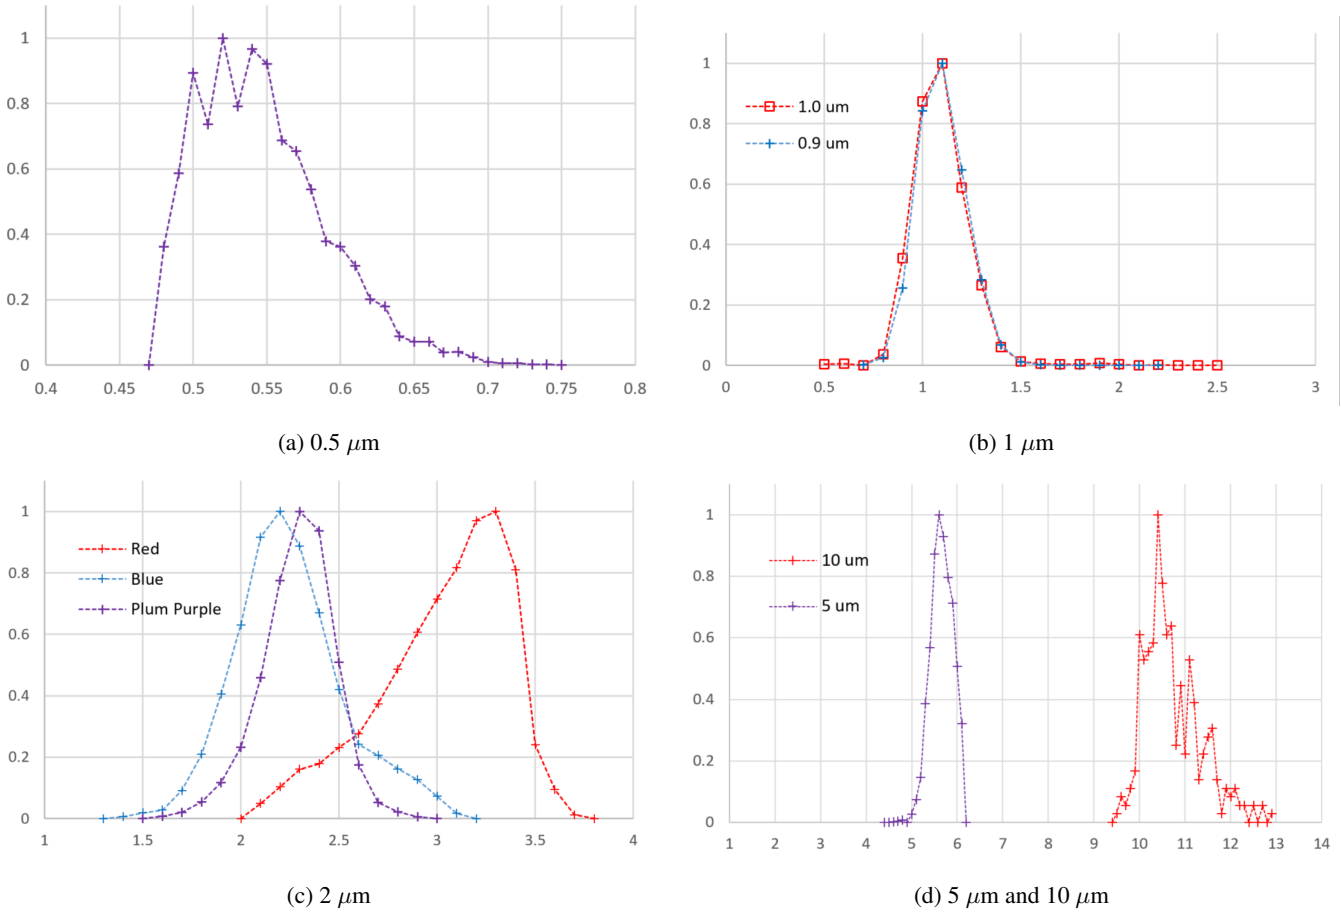 1
0.8
0.6
0.4
0.2
0
0.4 0.45 0.5 0.55 0.6 0.65 0.7 0.75 0.8
(a) 0.5 μm
1
0.8
0.6
0.4
0.2
0
1.0 um
0.9 um
0 0.5 1 1.5 2 2.5 3
(b) 1 μm
1
0.8
0.6
0.4
0.2
0
Red
Blue
Plum Purple
1 1.5 2 2.5 3 3.5 4
(c) 2 μm
1
0.8
0.6
0.4
0.2
0
10 um
5 um
1 2 3 4 5 6 7 8 9 10 11 12 13 14
(d) 5 μm and 10 μm